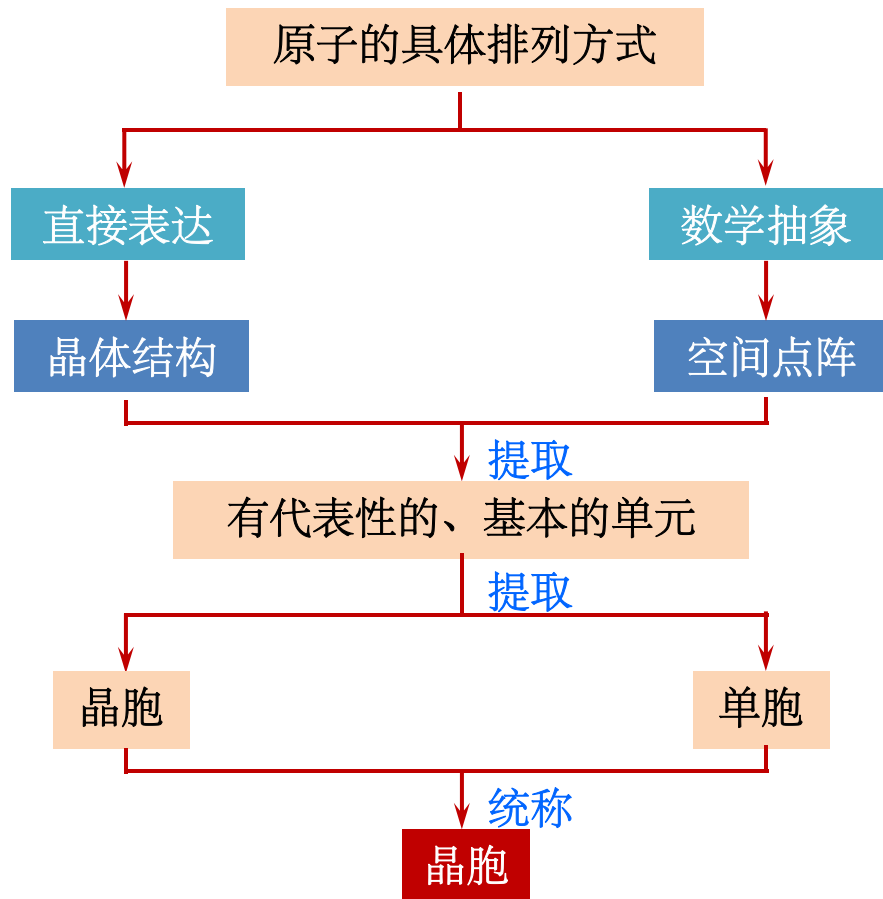 原子的具体排列方式
直接表达
数学抽象
晶体结构
空间点阵
提取
有代表性的、基本的单元
提取
晶胞
单胞
统称
晶胞